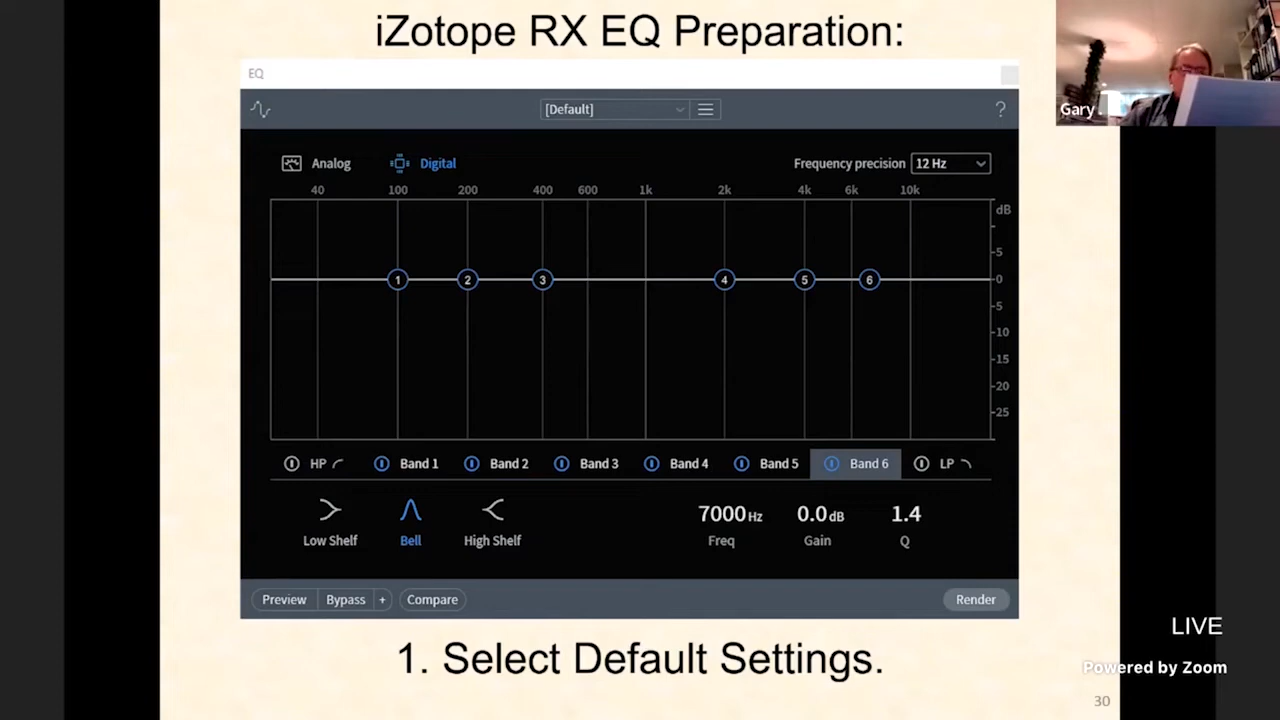 iZotope RX EQ Preparation:
EQ
[Default]
?
Analog
Digital
Frequency precision 12 Hz
40 100 200 400 600 1k 2k 4k 6k 10k
dB
-5
-0
-5
-10
-15
-20
-25
1 2 3 4 5 6
HP Band 1 Band 2 Band 3 Band 4 Band 5 Band 6 LP
Low Shelf Bell High Shelf
7000 Hz 0.0 dB 1.4
Freq Gain Q
Preview Bypass + Compare Render
1. Select Default Settings.
Gary
LIVE
Powered by Zoom
30